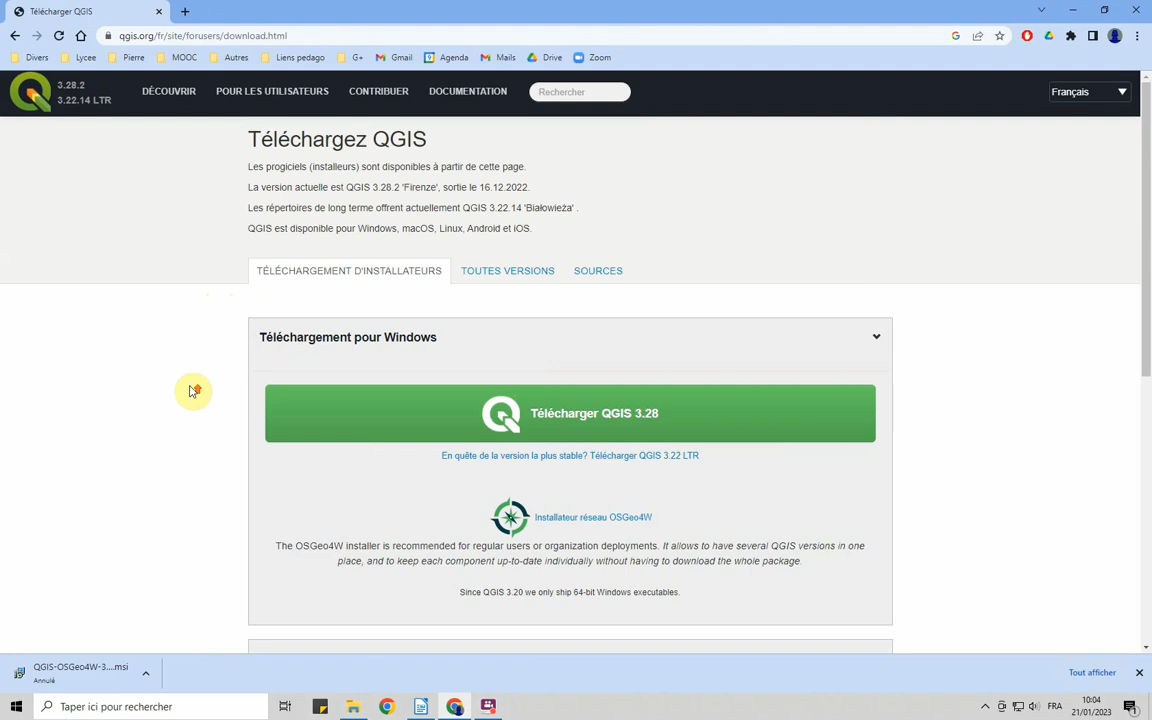 Télécharger QGIS
qgis.org/fr/site/forusers/download.html
Divers
Lycee
Pierre
MOOC
Autres
Liens pedago
G+
Gmail
Agenda
Mails
Drive
Zoom
3.28.2
3.22.14 LTR
DÉCOUVRIR
POUR LES UTILISATEURS
CONTRIBUER
DOCUMENTATION
Rechercher
Français
Téléchargez QGIS
Les progiciels (installeurs) sont disponibles à partir de cette page.
La version actuelle est QGIS 3.28.2 'Firenze', sortie le 16.12.2022.
Les répertoires de long terme offrent actuellement QGIS 3.22.14 'Białowieża' .
QGIS est disponible pour Windows, macOS, Linux, Android et iOS.
TÉLÉCHARGEMENT D'INSTALLATEURS
TOUTES VERSIONS
SOURCES
Téléchargement pour Windows
Télécharger QGIS 3.28
En quête de la version la plus stable? Télécharger QGIS 3.22 LTR
Installateur réseau OSGeo4W
The OSGeo4W installer is recommended for regular users or organization deployments. It allows to have several QGIS versions in one
place, and to keep each component up-to-date individually without having to download the whole package.
Since QGIS 3.20 we only ship 64-bit Windows executables.
QGIS-OSGeo4W-3....msi
Annulé
Tout afficher
Taper ici pour rechercher
FRA
10:04
21/01/2023